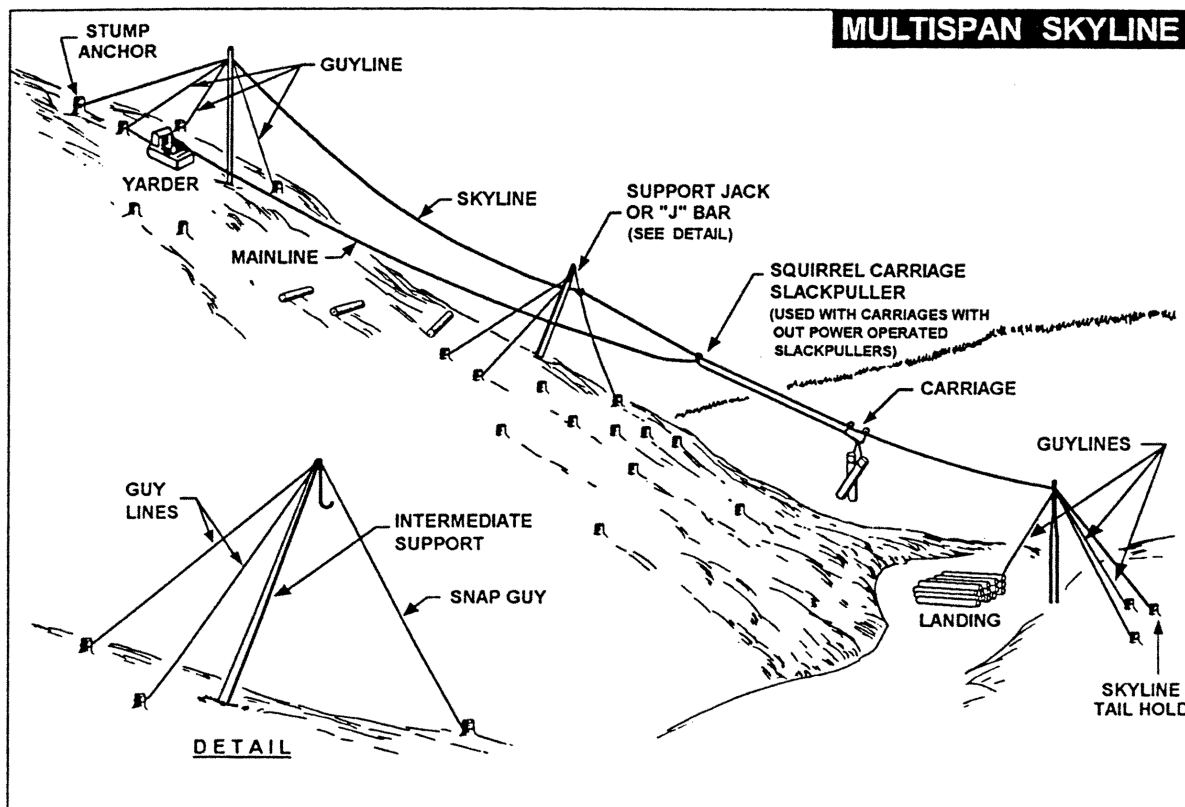 MULTISPAN SKYLINE
STUMP
ANCHOR
GUYLINE
YARDER
SKYLINE
MAINLINE
SUPPORT JACK
OR "J" BAR
(SEE DETAIL)
SQUIRREL CARRIAGE
SLACKPULLER
(USED WITH CARRIAGES WITH
OUT POWER OPERATED
SLACKPULLERS)
CARRIAGE
GUYLINES
GUY
LINES
INTERMEDIATE
SUPPORT
SNAP GUY
LANDING
SKYLINE
TAIL HOLD
DETAIL